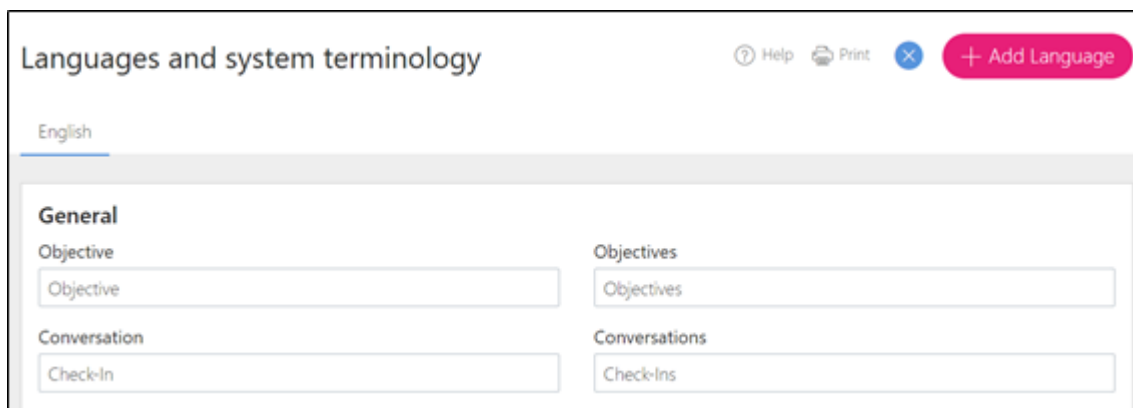 Languages and system terminology
Help Print + Add Language
English
General
Objective Objectives
Objective Objectives
Conversation Conversations
Check-In Check-Ins